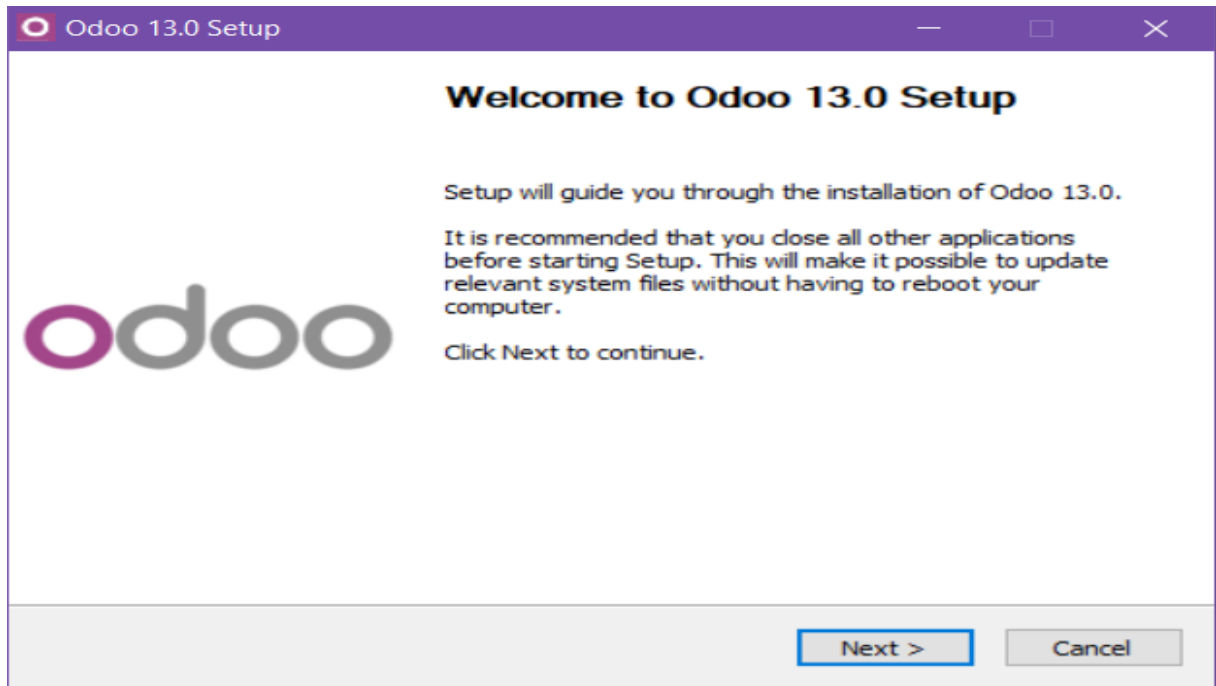 Odoo 13.0 Setup
Welcome to Odoo 13.0 Setup
Setup will guide you through the installation of Odoo 13.0.
It is recommended that you close all other applications
before starting Setup. This will make it possible to update
relevant system files without having to reboot your
computer.
odoo
Click Next to continue.
Next >
Cancel